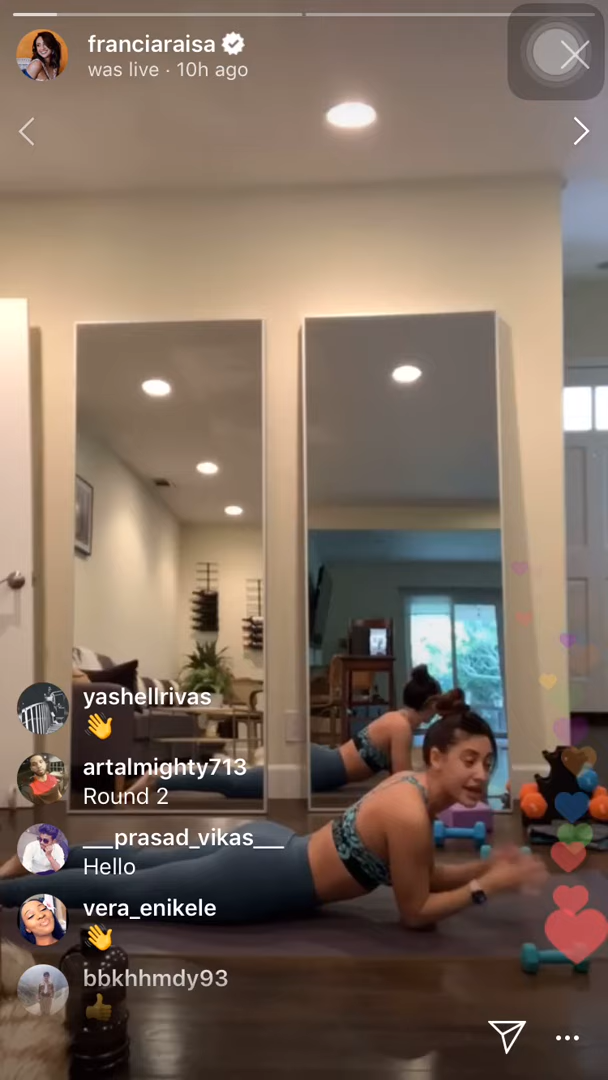 franciaraisa
was live · 10h ago
yashellrivas
👋
artalmighty713
Round 2
___prasad_vikas___
Hello
vera_enikele
👋
bbkhhmdy93
👍